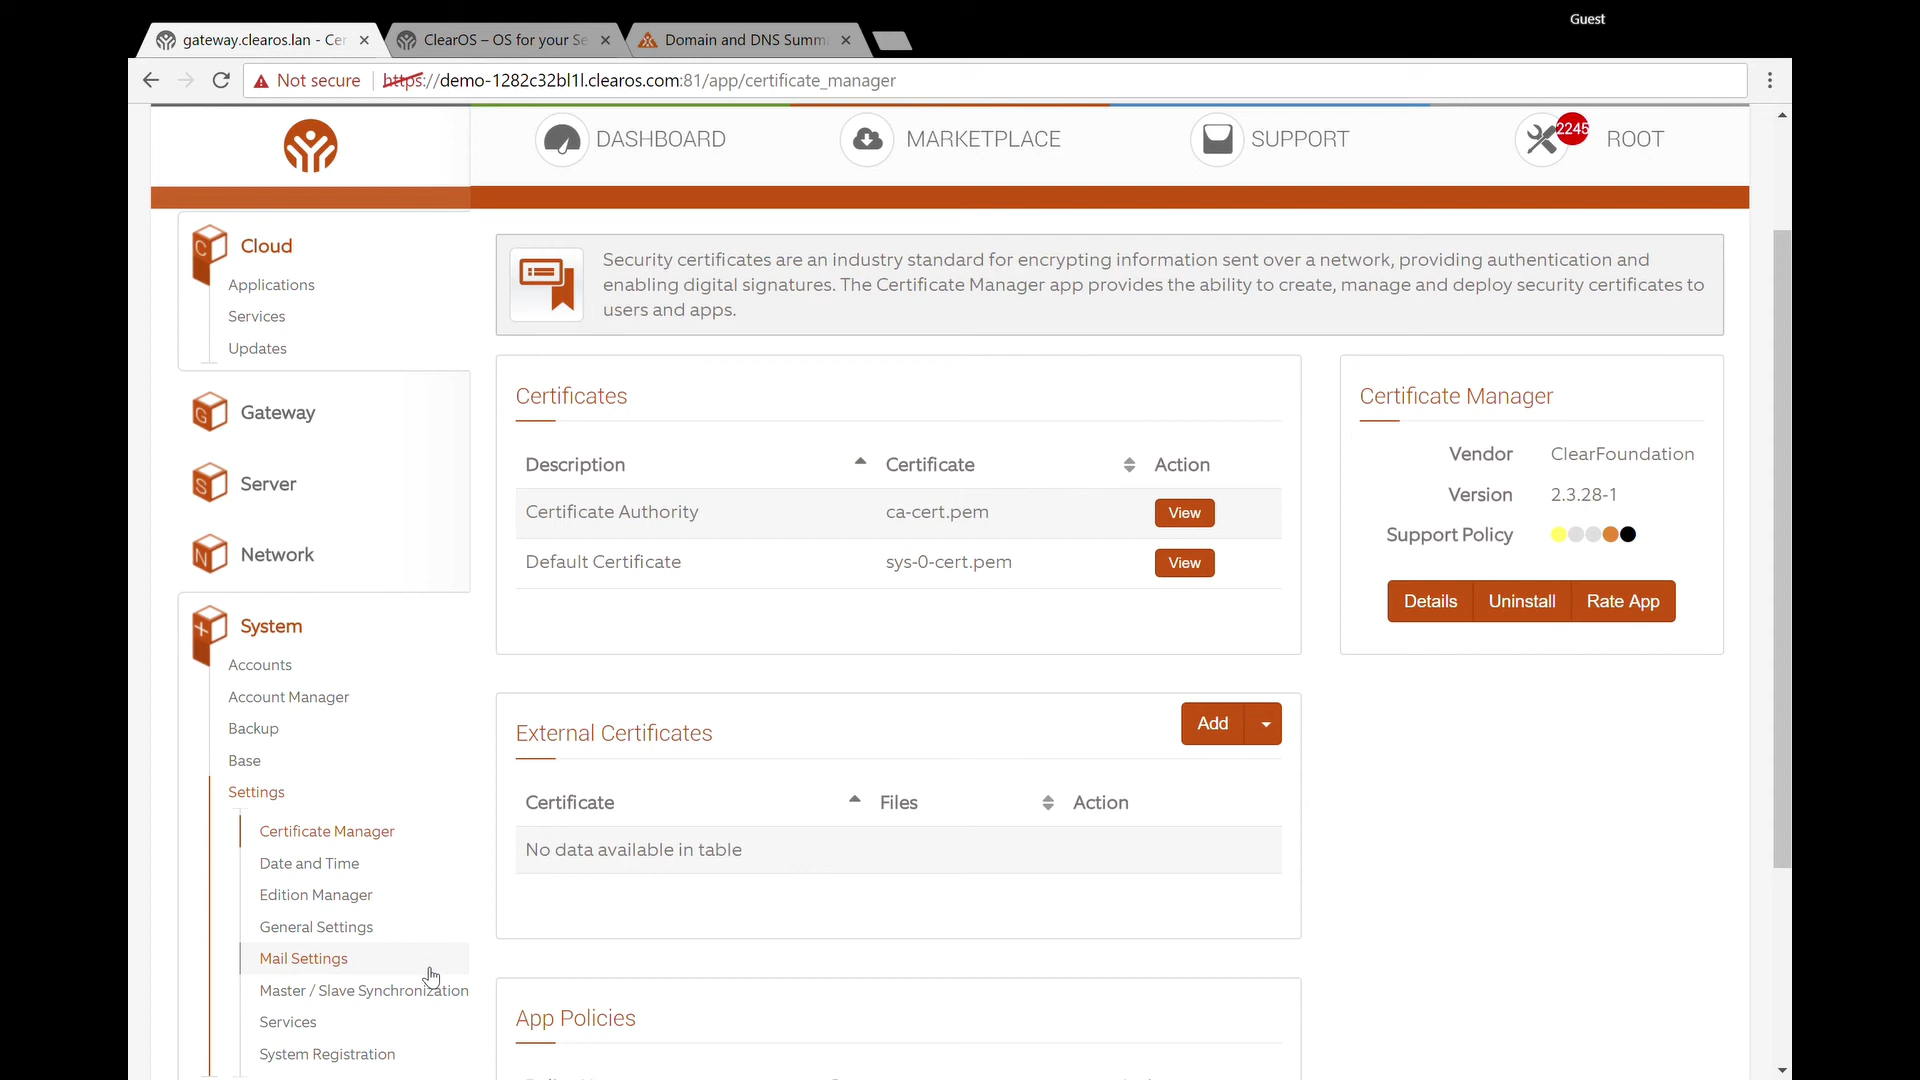 Guest
gateway.clearos.lan - Cer
ClearOS – OS for your Se
Domain and DNS Summa
Not secure
https://demo-1282c32bl1l.clearos.com:81/app/certificate_manager
DASHBOARD
MARKETPLACE
SUPPORT
2245
ROOT
Cloud
Applications
Services
Updates
Gateway
Server
Network
System
Accounts
Account Manager
Backup
Base
Settings
Certificate Manager
Date and Time
Edition Manager
General Settings
Mail Settings
Master / Slave Synchronization
Services
System Registration
Security certificates are an industry standard for encrypting information sent over a network, providing authentication and
enabling digital signatures. The Certificate Manager app provides the ability to create, manage and deploy security certificates to
users and apps.
Certificates
Description Certificate Action
Certificate Authority ca-cert.pem View
Default Certificate sys-0-cert.pem View
Certificate Manager
Vendor ClearFoundation
Version 2.3.28-1
Support Policy
Details Uninstall Rate App
External Certificates
Add
Certificate Files Action
No data available in table
App Policies